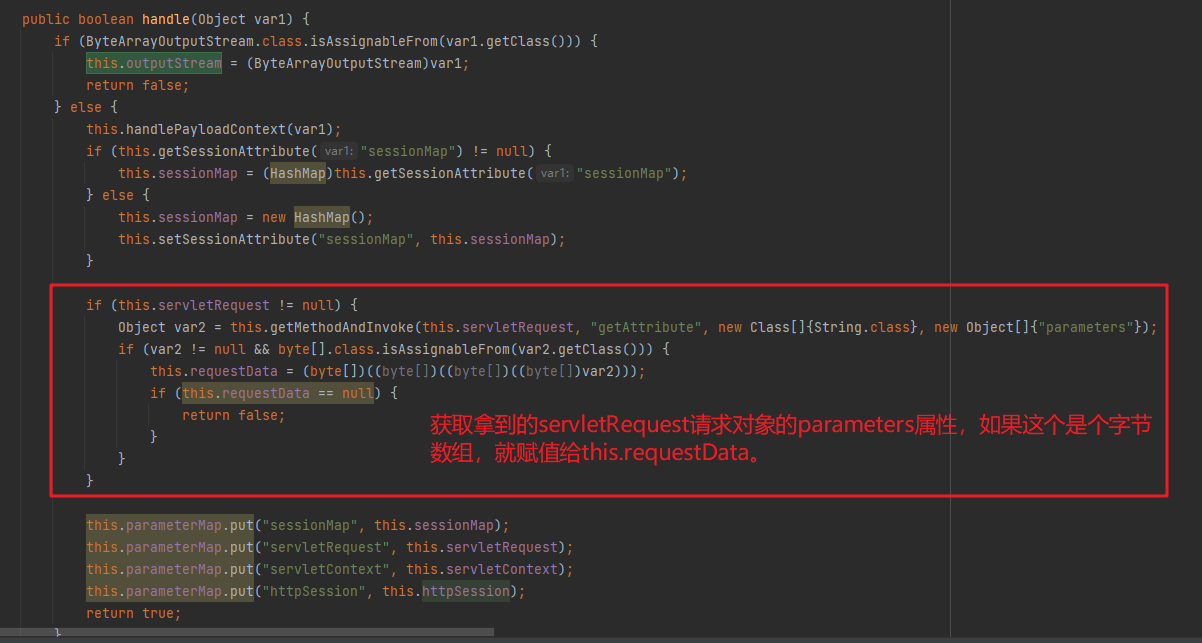 public boolean handle(Object var1) {
if (ByteArrayOutputStream.class.isAssignableFrom(var1.getClass())) {
this.outputStream = (ByteArrayOutputStream)var1;
return false;
} else {
this.handlePayloadContext(var1);
if (this.getSessionAttribute( var1: "sessionMap") != null) {
this.sessionMap = (HashMap)this.getSessionAttribute( var1: "sessionMap");
} else {
this.sessionMap = new HashMap();
this.setSessionAttribute("sessionMap", this.sessionMap);
}
if (this.servletRequest != null) {
Object var2 = this.getMethodAndInvoke(this.servletRequest, "getAttribute", new Class[]{String.class}, new Object[]{"parameters"});
if (var2 != null && byte[].class.isAssignableFrom(var2.getClass())) {
this.requestData = (byte[])((byte[])((byte[])((byte[])var2)));
if (this.requestData == null) {
return false;
}
获取拿到的servletRequest请求对象的parameters属性，如果这个是个字节
数组，就赋值给this.requestData。
}
}
this.parameterMap.put("sessionMap", this.sessionMap);
this.parameterMap.put("servletRequest", this.servletRequest);
this.parameterMap.put("servletContext", this.servletContext);
this.parameterMap.put("httpSession", this.httpSession);
return true;
}